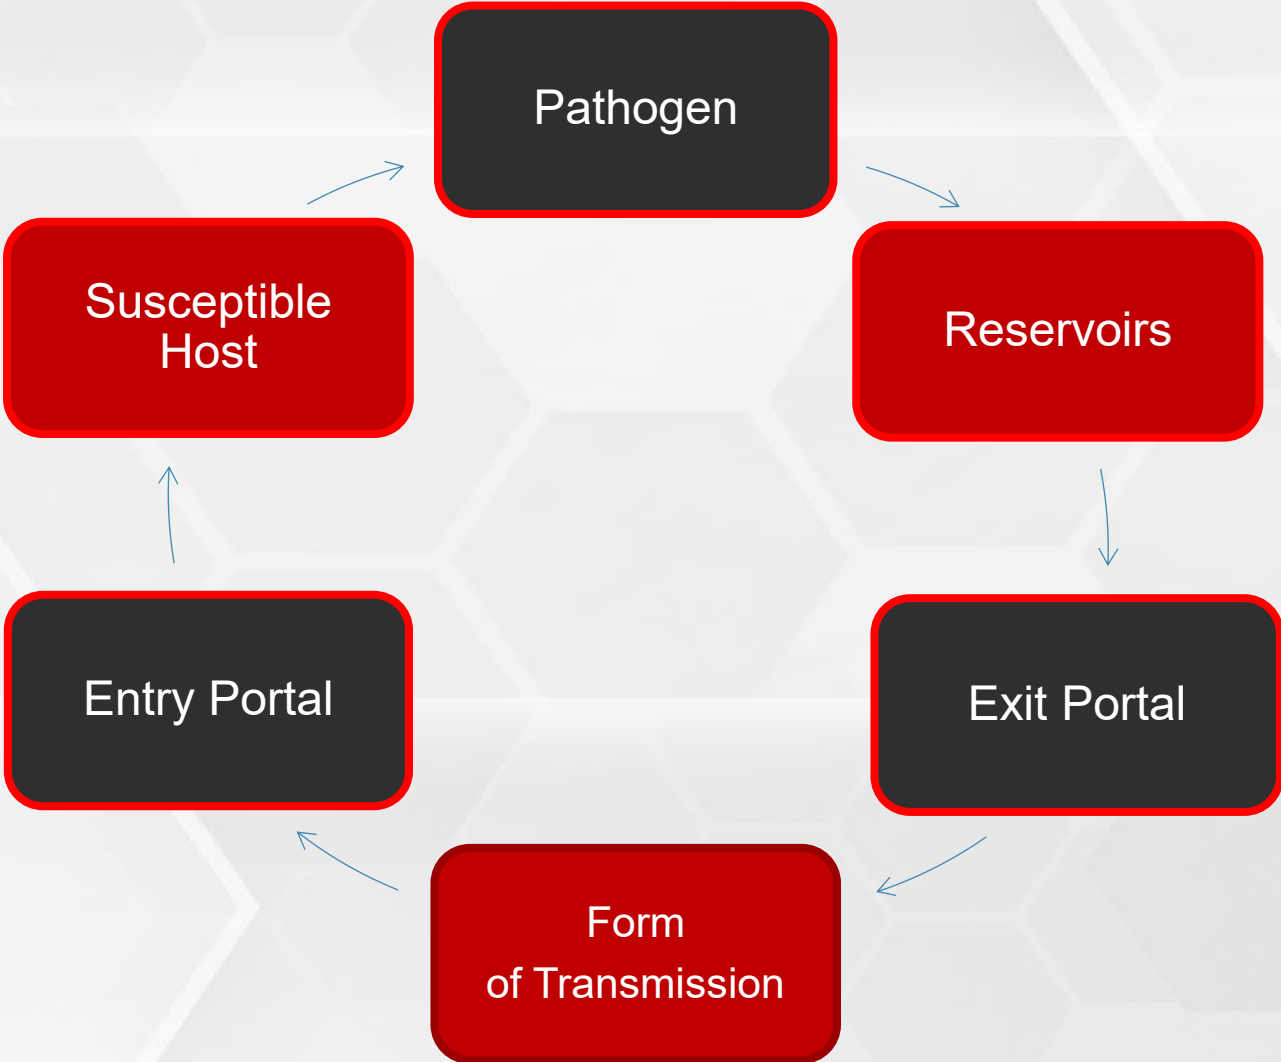 Pathogen
Susceptible
Host
Reservoirs
Entry Portal
Exit Portal
Form
of Transmission